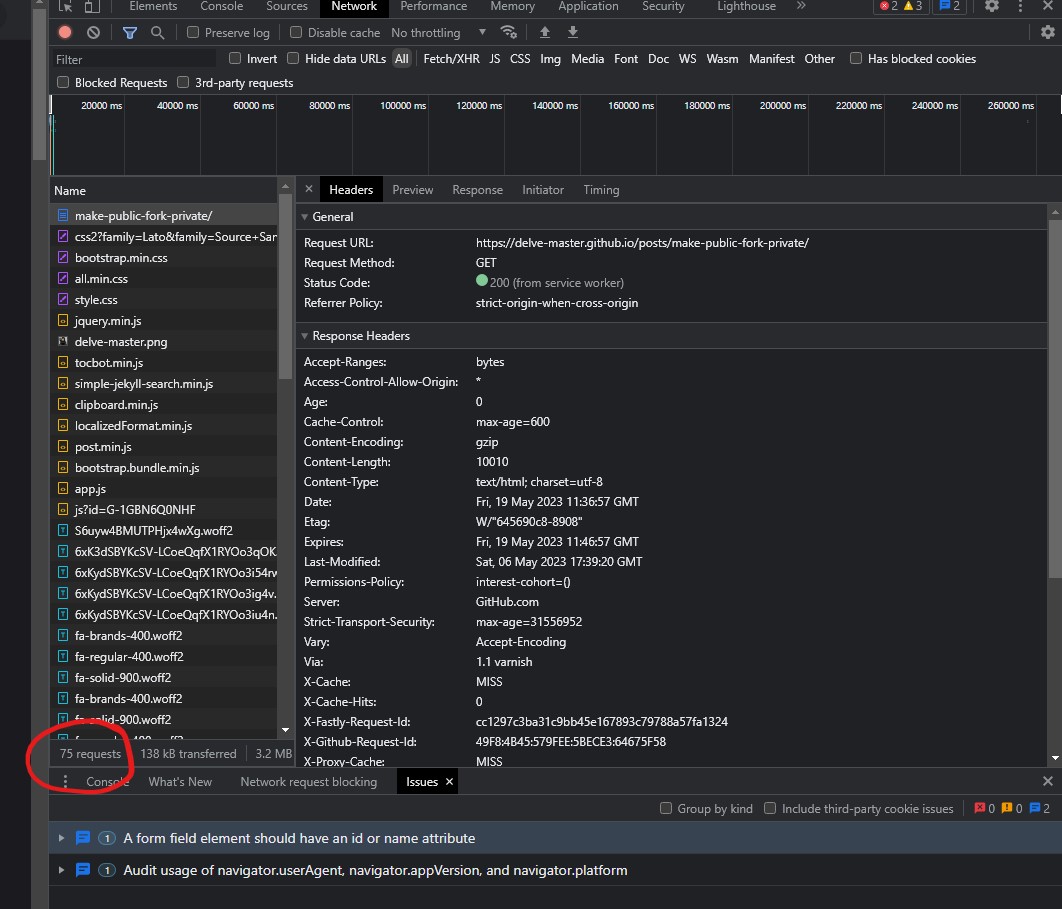 Elements Console Sources Network Performance Memory Application Security Lighthouse » 2 3 2
Preserve log Disable cache No throttling
Filter Invert Hide data URLs All Fetch/XHR JS CSS Img Media Font Doc WS Wasm Manifest Other Has blocked cookies
Blocked Requests 3rd-party requests
20000 ms 40000 ms 60000 ms 80000 ms 100000 ms 120000 ms 140000 ms 160000 ms 180000 ms 200000 ms 220000 ms 240000 ms 260000 ms
Name
make-public-fork-private/
css2?family=Lato&family=Source+San
bootstrap.min.css
all.min.css
style.css
jquery.min.js
delve-master.png
tocbot.min.js
simple-jekyll-search.min.js
clipboard.min.js
localizedFormat.min.js
post.min.js
bootstrap.bundle.min.js
app.js
js?id=G-1GBN6Q0NHF
S6uyw4BMUTPHjx4wXg.woff2
6xK3dSBYKcSV-LCoeQqfX1RYOo3qOK
6xKydSBYKcSV-LCoeQqfX1RYOo3i54rw
6xKydSBYKcSV-LCoeQqfX1RYOo3ig4v.
6xKydSBYKcSV-LCoeQqfX1RYOo3iu4n.
fa-brands-400.woff2
fa-regular-400.woff2
fa-solid-900.woff2
fa-brands-400.woff2
fa-solid-900.woff2
75 requests 138 kB transferred 3.2 MB
× Headers Preview Response Initiator Timing
General
Request URL: https://delve-master.github.io/posts/make-public-fork-private/
Request Method: GET
Status Code: 200 (from service worker)
Referrer Policy: strict-origin-when-cross-origin
Response Headers
Accept-Ranges: bytes
Access-Control-Allow-Origin: *
Age: 0
Cache-Control: max-age=600
Content-Encoding: gzip
Content-Length: 10010
Content-Type: text/html; charset=utf-8
Date: Fri, 19 May 2023 11:36:57 GMT
Etag: W/"645690c8-8908"
Expires: Fri, 19 May 2023 11:46:57 GMT
Last-Modified: Sat, 06 May 2023 17:39:20 GMT
Permissions-Policy: interest-cohort=()
Server: GitHub.com
Strict-Transport-Security: max-age=31556952
Vary: Accept-Encoding
Via: 1.1 varnish
X-Cache: MISS
X-Cache-Hits: 0
X-Fastly-Request-Id: cc1297c3ba31c9bb45e167893c79788a57fa1324
X-Github-Request-Id: 49F8:4B45:579FEE:5BECE3:64675F58
X-Proxy-Cache: MISS
Console What's New Network request blocking Issues ×
Group by kind Include third-party cookie issues 0 0 2
1 A form field element should have an id or name attribute
1 Audit usage of navigator.userAgent, navigator.appVersion, and navigator.platform